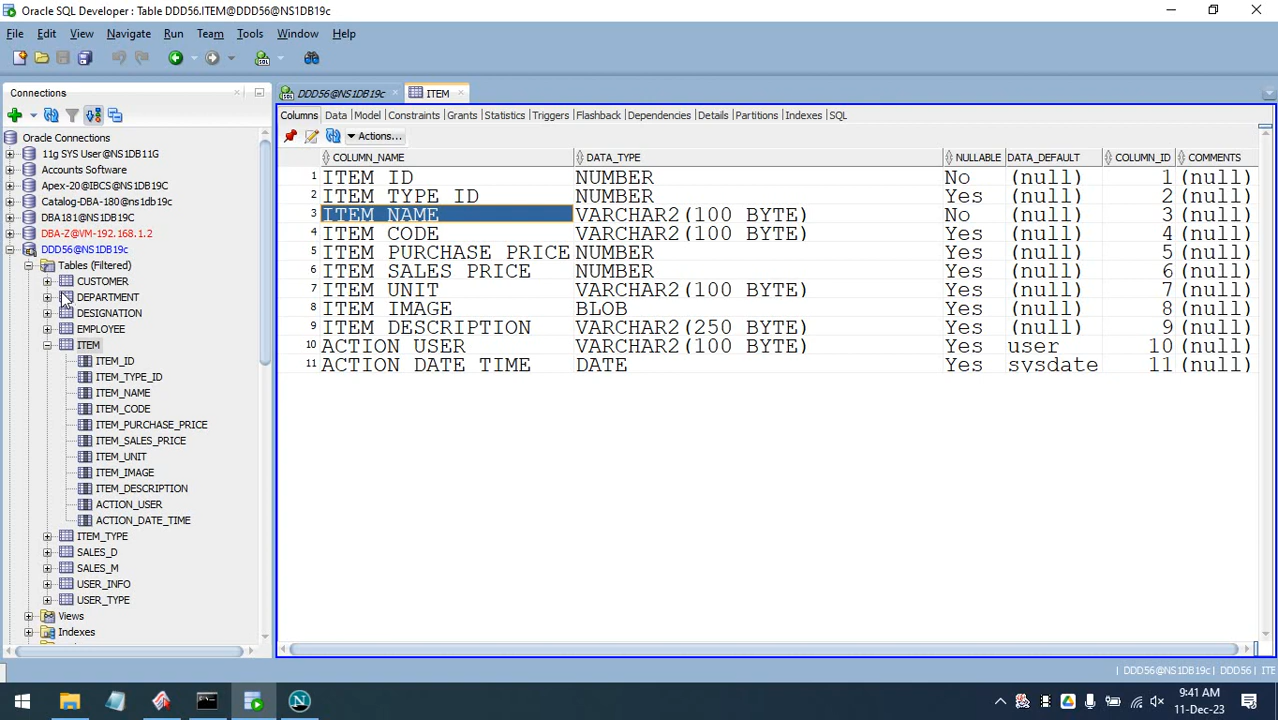 Oracle SQL Developer : Table DDD56.ITEM@DDD56@NS1DB19c
File Edit View Navigate Run Team Tools Window Help
Connections
DDD56@NS1DB19c ITEM
Columns Data Model Constraints Grants Statistics Triggers Flashback Dependencies Details Partitions Indexes SQL
Actions...
Oracle Connections
11g SYS User@NS1DB11G
Accounts Software
Apex-20@IBCS@NS1DB19C
Catalog-DBA-180@ns1db19c
DBA181@NS1DB19C
DBA-Z@VM-192.168.1.2
DDD56@NS1DB19c
Tables (Filtered)
CUSTOMER
DEPARTMENT
DESIGNATION
EMPLOYEE
ITEM
ITEM_ID
ITEM_TYPE_ID
ITEM_NAME
ITEM_CODE
ITEM_PURCHASE_PRICE
ITEM_SALES_PRICE
ITEM_UNIT
ITEM_IMAGE
ITEM_DESCRIPTION
ACTION_USER
ACTION_DATE_TIME
ITEM_TYPE
SALES_D
SALES_M
USER_INFO
USER_TYPE
Views
Indexes
COLUMN_NAME DATA_TYPE NULLABLE DATA_DEFAULT COLUMN_ID COMMENTS
1 ITEM ID NUMBER No (null) 1 (null)
2 ITEM TYPE ID NUMBER Yes (null) 2 (null)
3 ITEM NAME VARCHAR2(100 BYTE) No (null) 3 (null)
4 ITEM CODE VARCHAR2(100 BYTE) Yes (null) 4 (null)
5 ITEM PURCHASE PRICE NUMBER Yes (null) 5 (null)
6 ITEM SALES PRICE NUMBER Yes (null) 6 (null)
7 ITEM UNIT VARCHAR2(100 BYTE) Yes (null) 7 (null)
8 ITEM IMAGE BLOB Yes (null) 8 (null)
9 ITEM DESCRIPTION VARCHAR2(250 BYTE) Yes (null) 9 (null)
10 ACTION USER VARCHAR2(100 BYTE) Yes user 10 (null)
11 ACTION DATE TIME DATE Yes sysdate 11 (null)
DDD56@NS1DB19c DDD56 ITE
9:41 AM
11-Dec-23